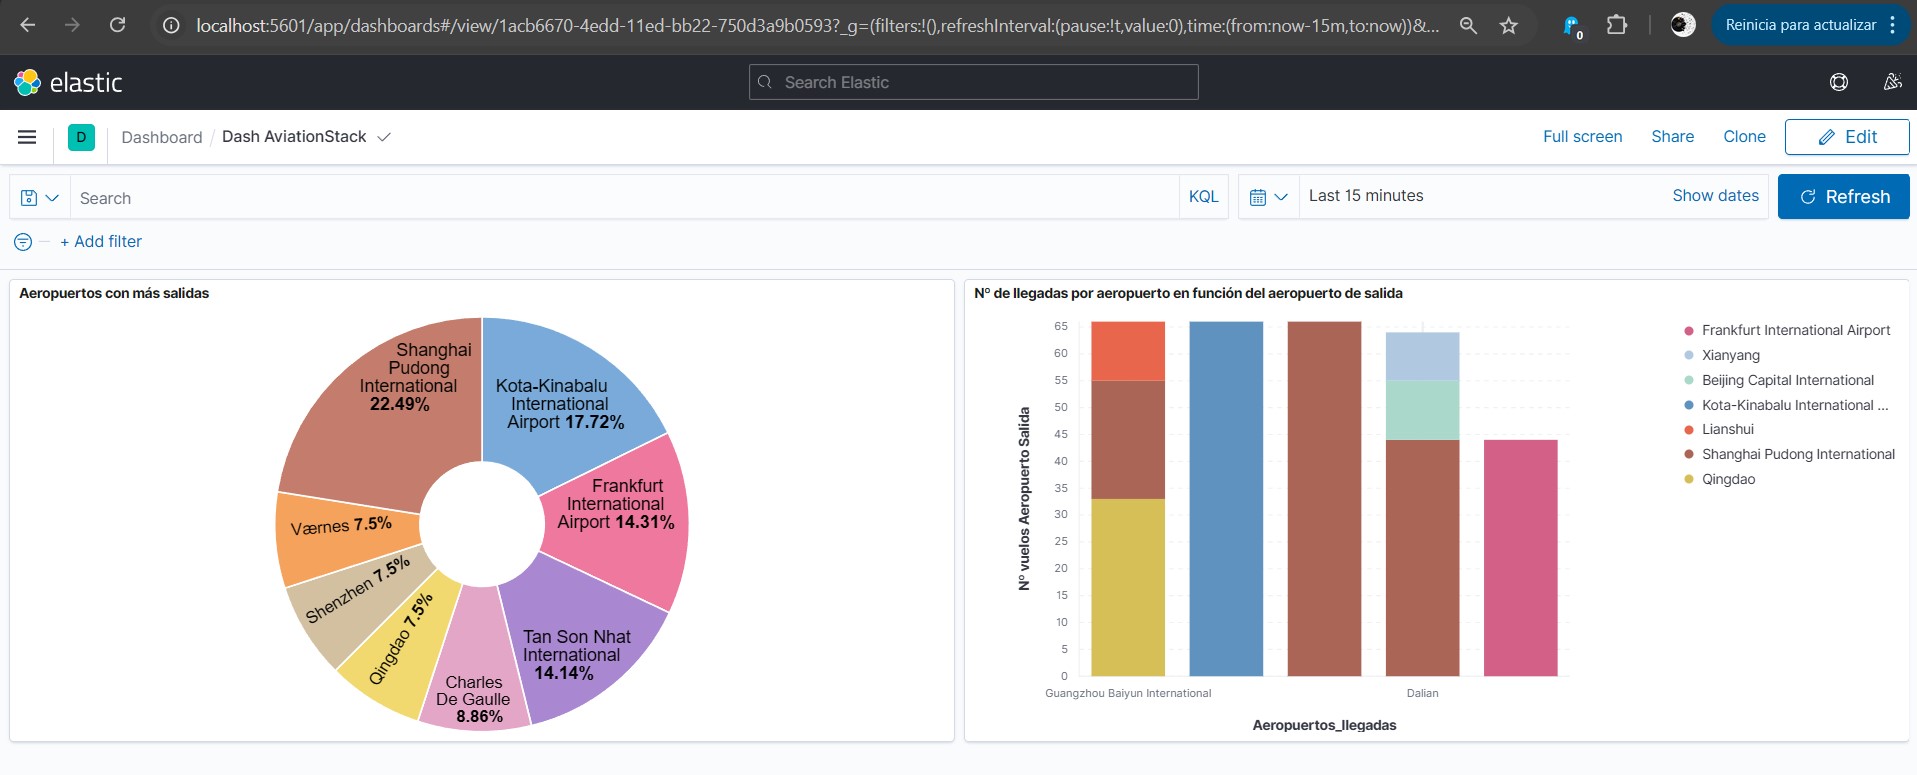 localhost:5601/app/dashboards#/view/1acb6670-4edd-11ed-bb22-750d3a9b0593?_g=(filters:!(),refreshInterval:(pause:!t,value:0),time:(from:now-15m,to:now))&...
0
Reinicia para actualizar
elastic
Search Elastic
D
Dashboard / Dash AviationStack
Full screen
Share
Clone
Edit
Search
KQL
Last 15 minutes
Show dates
Refresh
+ Add filter
Aeropuertos con más salidas
Shanghai
Pudong
International
22.49%
Kota-Kinabalu
International
Airport 17.72%
Frankfurt
International
Airport 14.31%
Værnes 7.5%
Shenzhen 7.5%
Qingdao 7.5%
Tan Son Nhat
International
14.14%
Charles
De Gaulle
8.86%
Nº de llegadas por aeropuerto en función del aeropuerto de salida
Nº vuelos Aeropuerto Salida
65
60
55
50
45
40
35
30
25
20
15
10
5
0
Guangzhou Baiyun International
Dalian
Aeropuertos_llegadas
Frankfurt International Airport
Xianyang
Beijing Capital International
Kota-Kinabalu International ...
Lianshui
Shanghai Pudong International
Qingdao